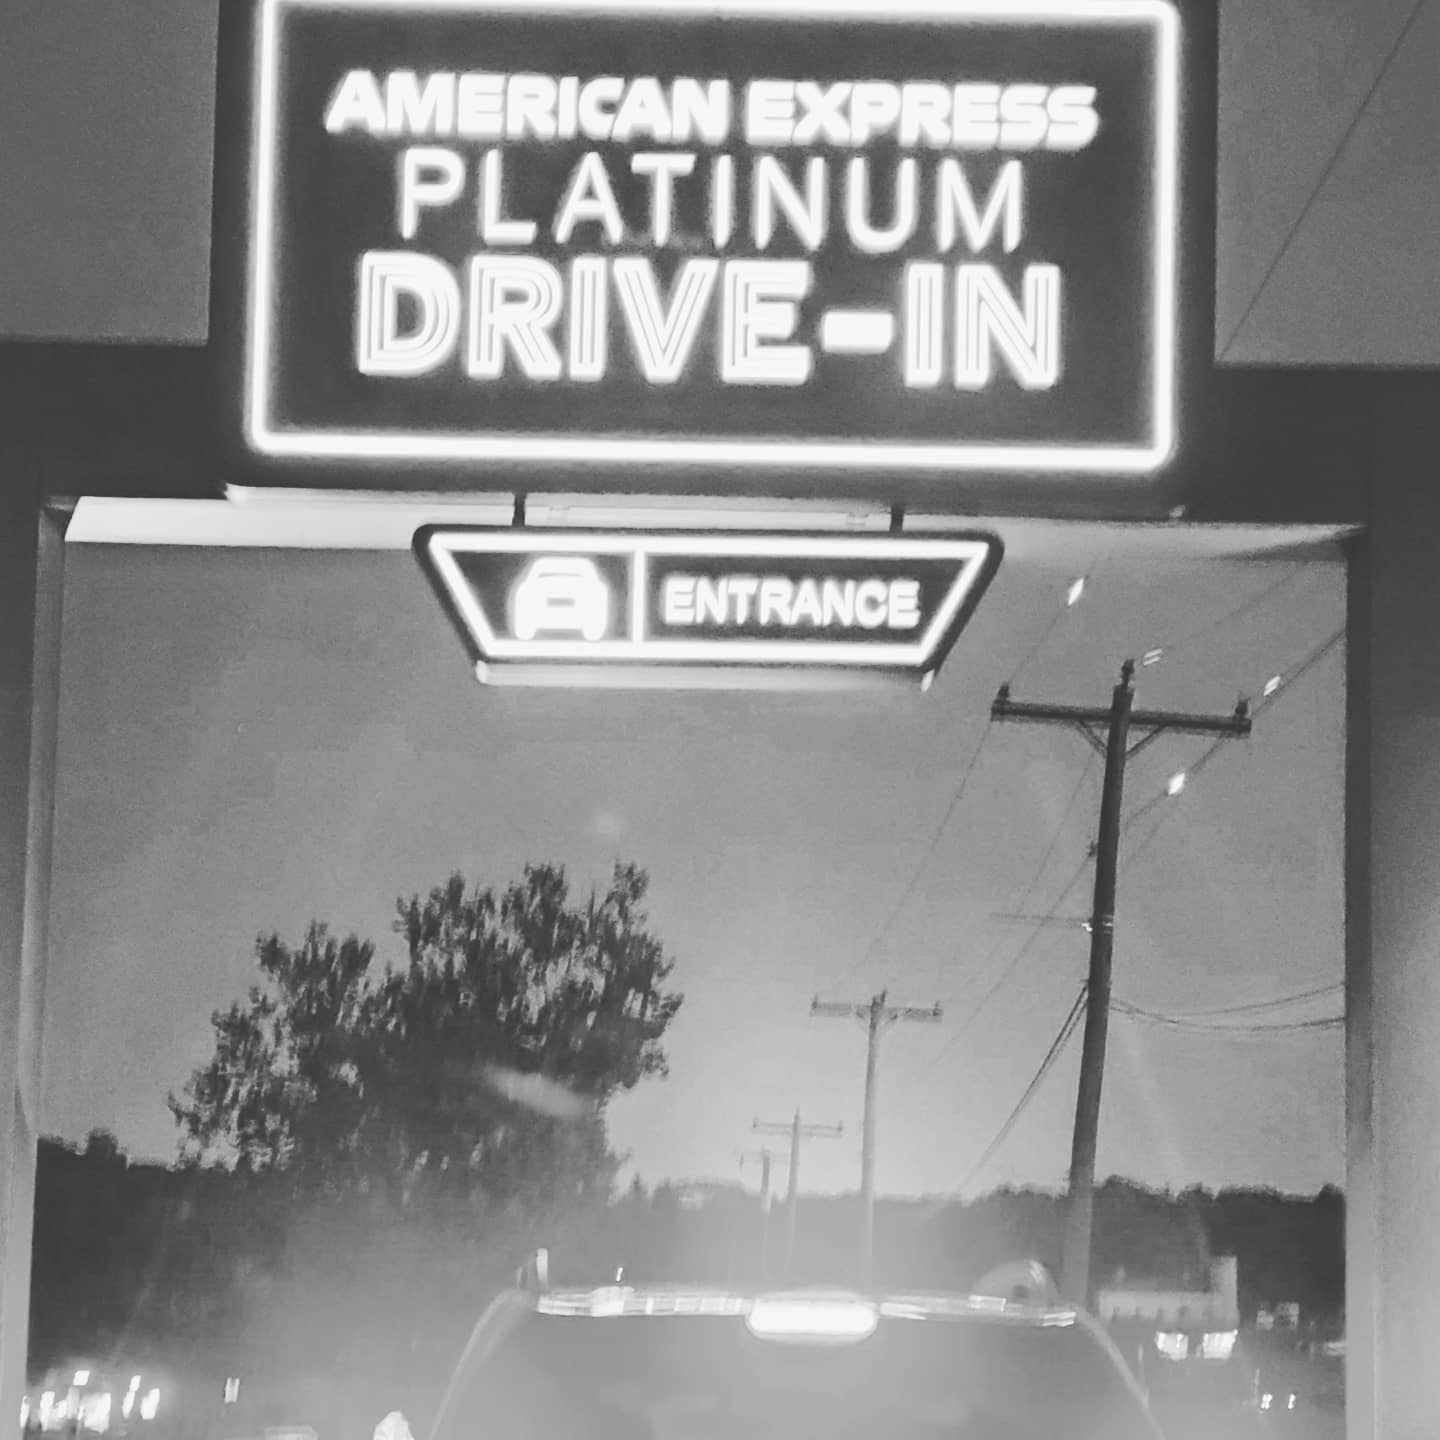 AMERICAN EXPRESS
PLATINUM
DRIVE-IN
ENTRANCE